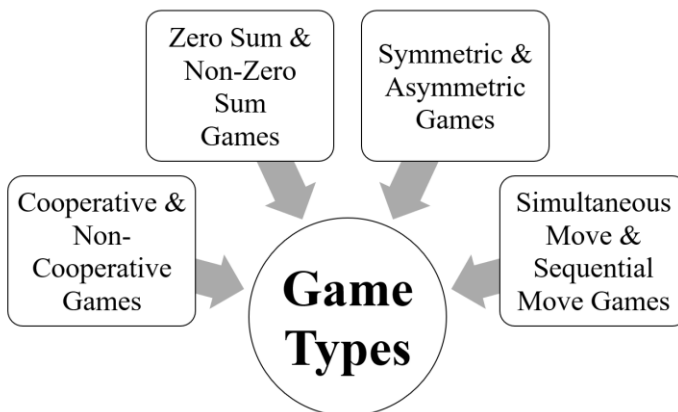 Zero Sum &
Non-Zero
Sum
Games
Symmetric &
Asymmetric
Games
Cooperative &
Non-
Cooperative
Games
Simultaneous
Move &
Sequential
Move Games
Game
Types